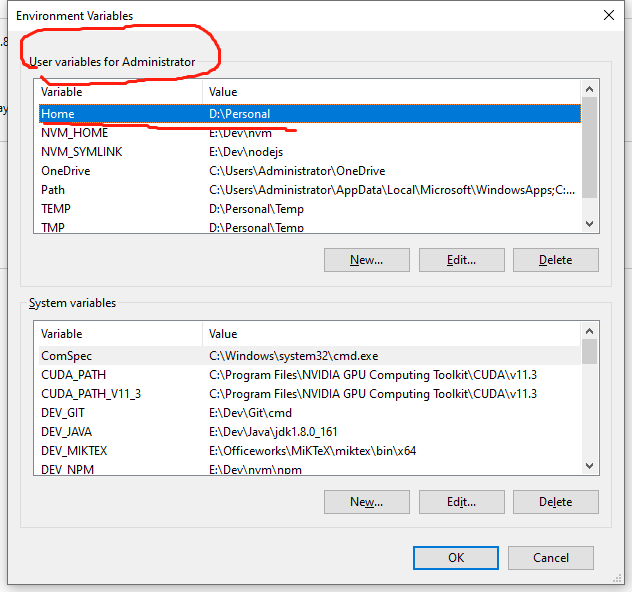 Environment Variables
User variables for Administrator
Variable Value
Home D:\Personal
NVM_HOME E:\Dev\nvm
NVM_SYMLINK E:\Dev\nodejs
OneDrive C:\Users\Administrator\OneDrive
Path C:\Users\Administrator\AppData\Local\Microsoft\WindowsApps;C:...
TEMP D:\Personal\Temp
TMP D:\Personal\Temp
New... Edit... Delete
System variables
Variable Value
ComSpec C:\Windows\system32\cmd.exe
CUDA_PATH C:\Program Files\NVIDIA GPU Computing Toolkit\CUDA\v11.3
CUDA_PATH_V11_3 C:\Program Files\NVIDIA GPU Computing Toolkit\CUDA\v11.3
DEV_GIT E:\Dev\Git\cmd
DEV_JAVA E:\Dev\Java\jdk1.8.0_161
DEV_MIKTEX E:\Officeworks\MiKTeX\miktex\bin\x64
DEV_NPM E:\Dev\nvm\npm
New... Edit... Delete
OK Cancel